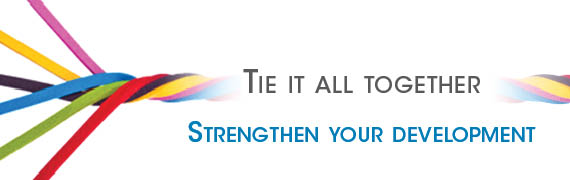 Tie it all together
Strengthen your development